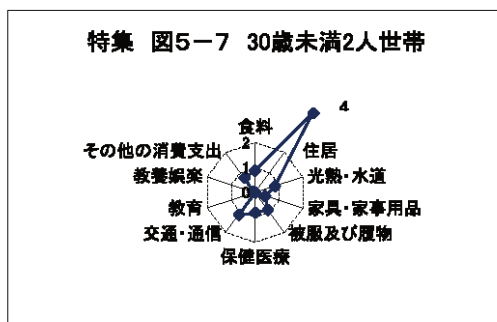 特集 図5－7 30歳未満2人世帯
4
食料
2
その他の消費支出
住居
1
教養娯楽
光熱・水道
0
教育
家具・家事用品
交通・通信
被服及び履物
保健医療